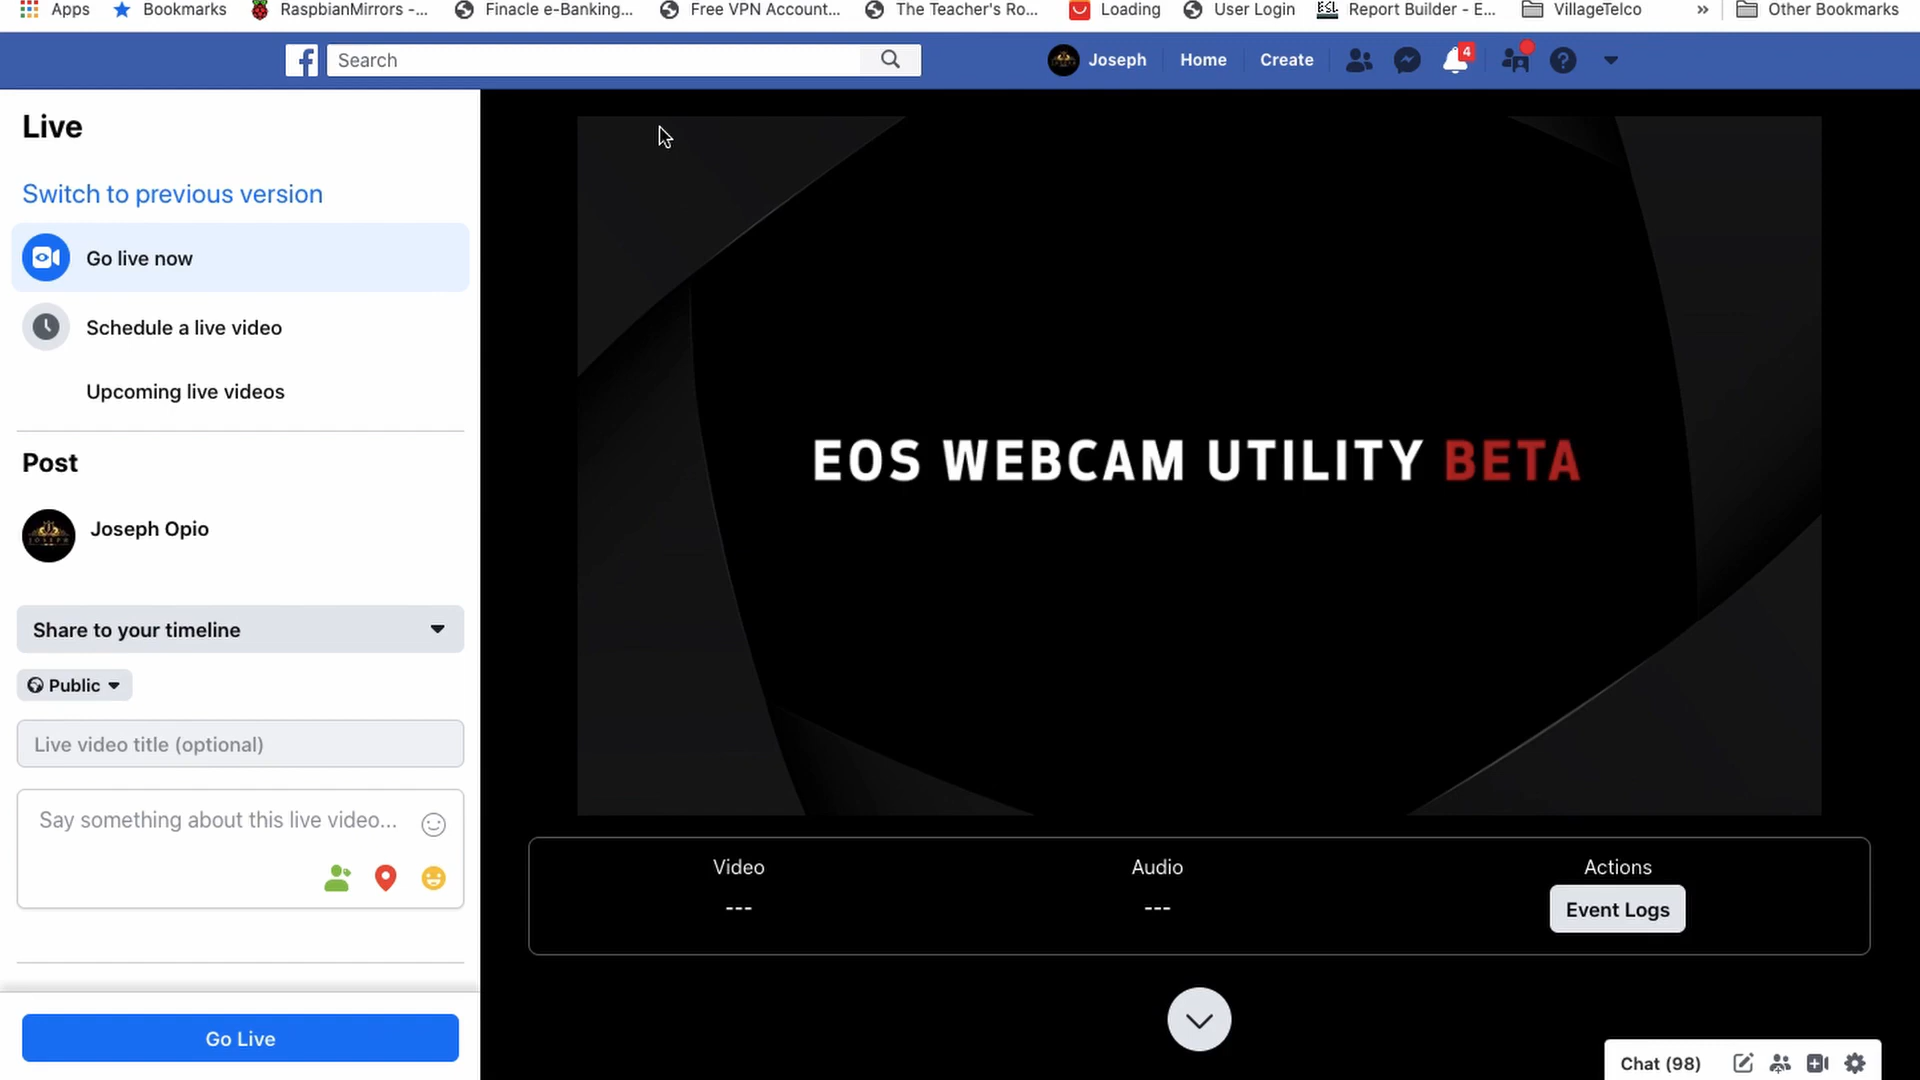 Apps Bookmarks RaspbianMirrors -... Finacle e-Banking... Free VPN Account... The Teacher's Ro... Loading User Login ESL Report Builder - E... VillageTelco » Other Bookmarks
f Search Joseph Home Create 4 ?
Live
Switch to previous version
Go live now
Schedule a live video
Upcoming live videos
Post
Joseph Opio
Share to your timeline
Public
Live video title (optional)
Say something about this live video...
Go Live
EOS WEBCAM UTILITY BETA
Video Audio Actions
--- --- Event Logs
Chat (98)